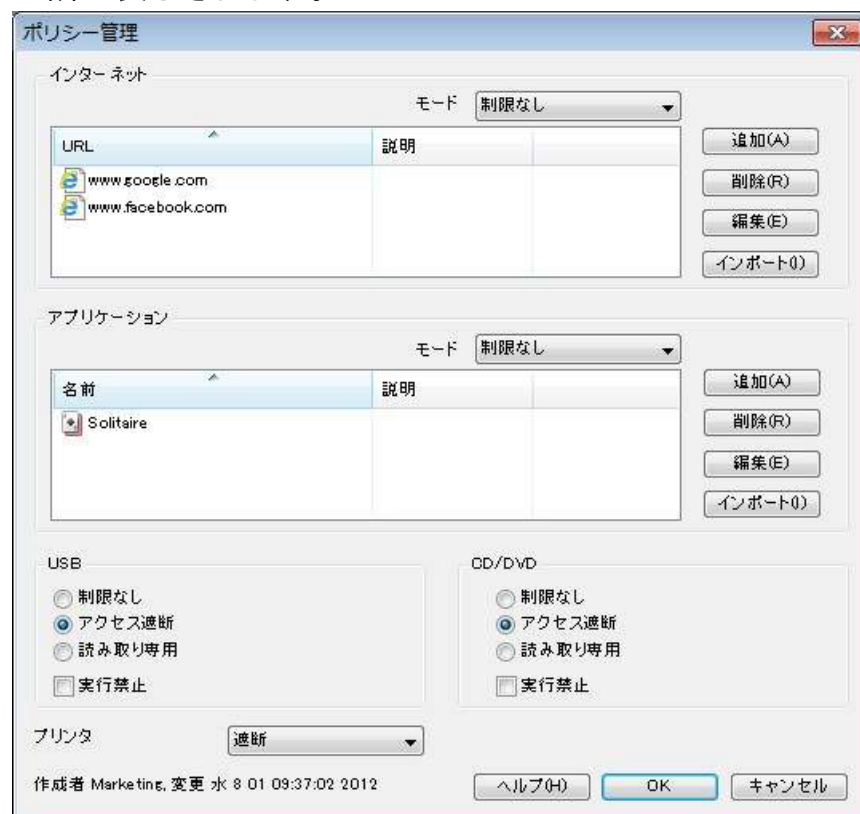 ポリシー管理
インターネット
モード 制限なし
URL 説明
www.google.com
www.facebook.com
追加(A)
削除(R)
編集(E)
インポート(I)
アプリケーション
モード 制限なし
名前 説明
Solitaire
追加(A)
削除(R)
編集(E)
インポート(I)
USB
制限なし
アクセス遮断
読み取り専用
実行禁止
CD/DVD
制限なし
アクセス遮断
読み取り専用
実行禁止
プリンタ 遮断
作成者 Marketing, 変更 水 8 01 09:37:02 2012
ヘルプ(H) OK キャンセル